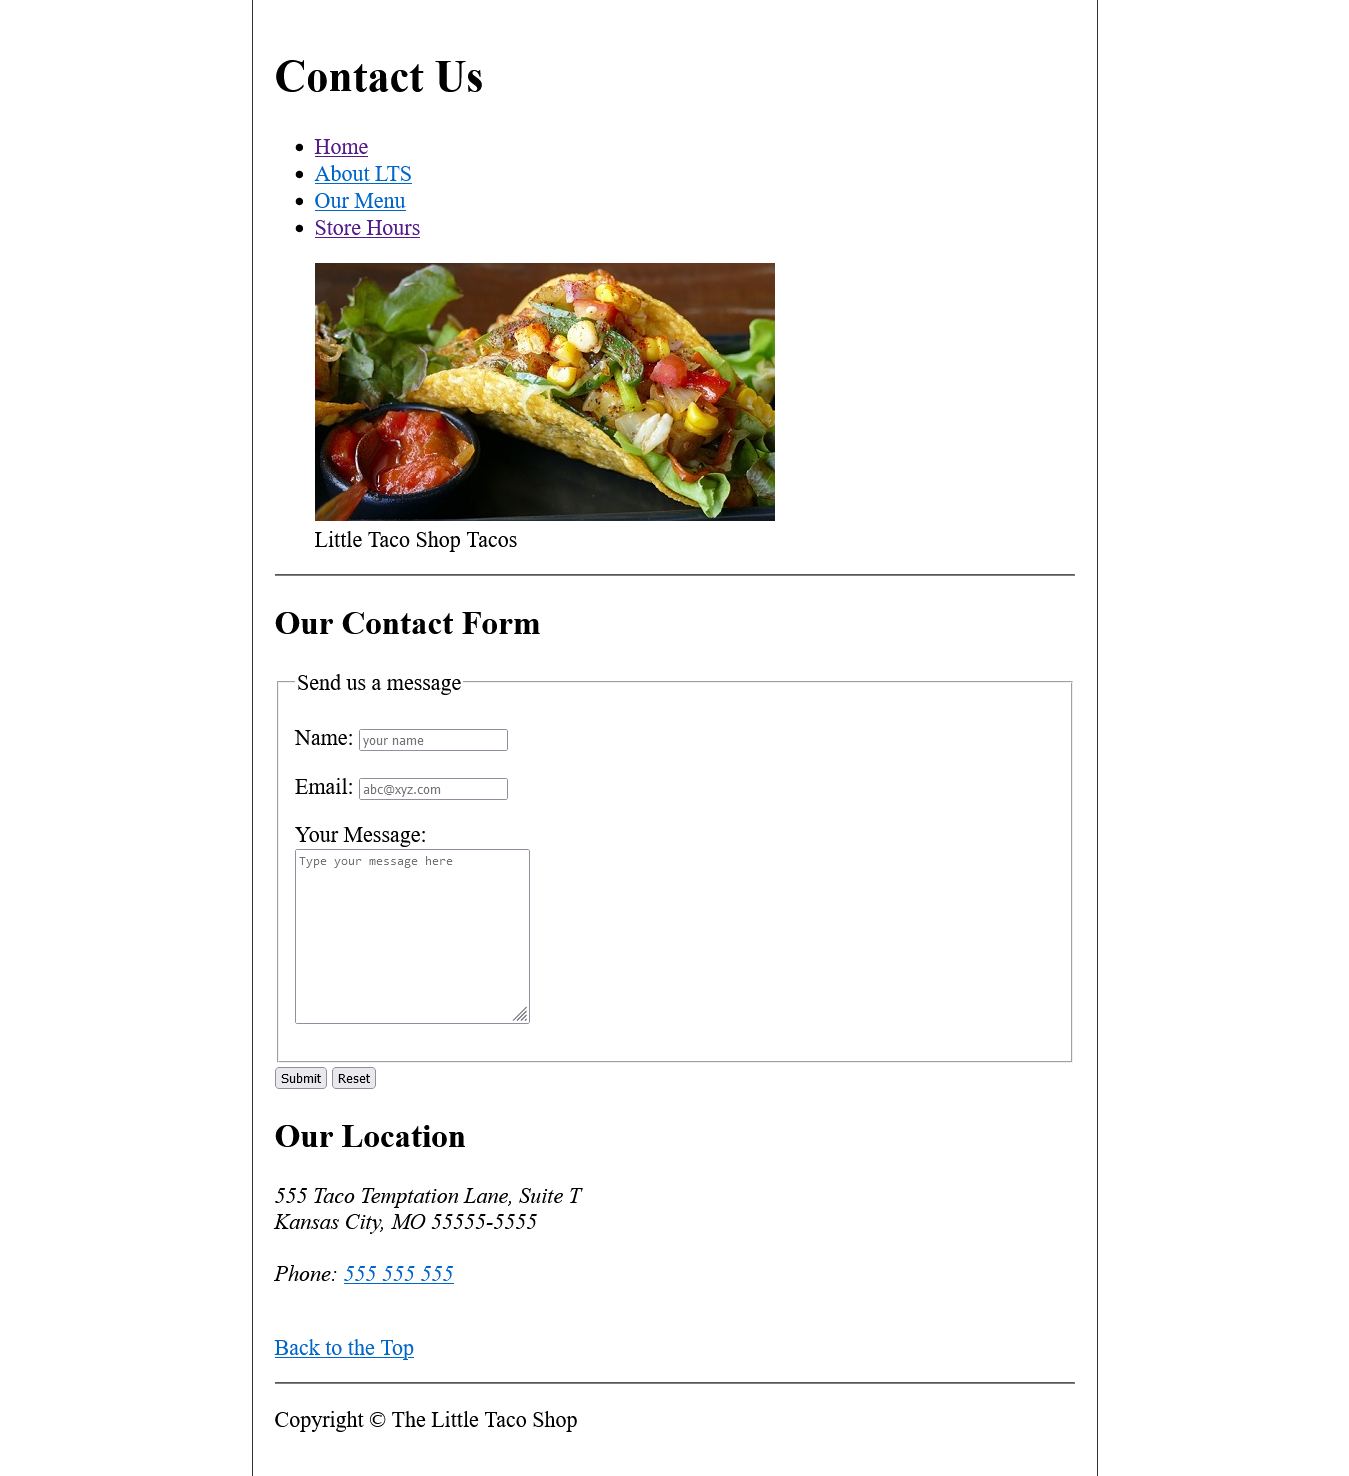 Contact Us
Home
About LTS
Our Menu
Store Hours
Little Taco Shop Tacos
Our Contact Form
Send us a message
Name: your name
Email: abc@xyz.com
Your Message:
Type your message here
Submit Reset
Our Location
555 Taco Temptation Lane, Suite T
Kansas City, MO 55555-5555
Phone: 555 555 555
Back to the Top
Copyright © The Little Taco Shop